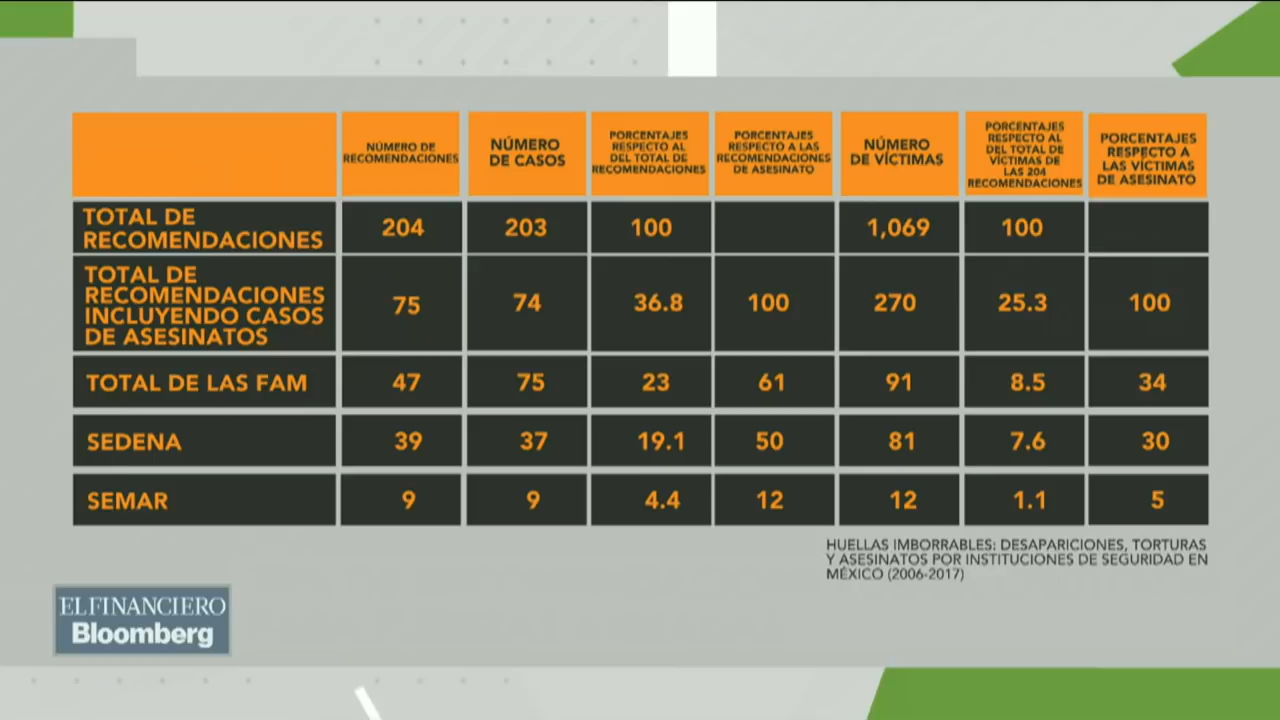 NÚMERO DE
RECOMENDACIONES
NÚMERO
DE CASOS
PORCENTAJES
RESPECTO AL
DEL TOTAL DE
RECOMENDACIONES
PORCENTAJES
RESPECTO A LAS
RECOMENDACIONES
DE ASESINATO
NÚMERO
DE VÍCTIMAS
PORCENTAJES
RESPECTO AL
DEL TOTAL DE
VÍCTIMAS DE
LAS 204
RECOMENDACIONES
PORCENTAJES
RESPECTO A
LAS VÍCTIMAS
DE ASESINATO
TOTAL DE
RECOMENDACIONES
204 203 100 1,069 100
TOTAL DE
RECOMENDACIONES
INCLUYENDO CASOS
DE ASESINATOS
75 74 36.8 100 270 25.3 100
TOTAL DE LAS FAM 47 75 23 61 91 8.5 34
SEDENA 39 37 19.1 50 81 7.6 30
SEMAR 9 9 4.4 12 12 1.1 5
HUELLAS IMBORRABLES: DESAPARICIONES, TORTURAS
Y ASESINATOS POR INSTITUCIONES DE SEGURIDAD EN
MÉXICO (2006-2017)
EL FINANCIERO
Bloomberg